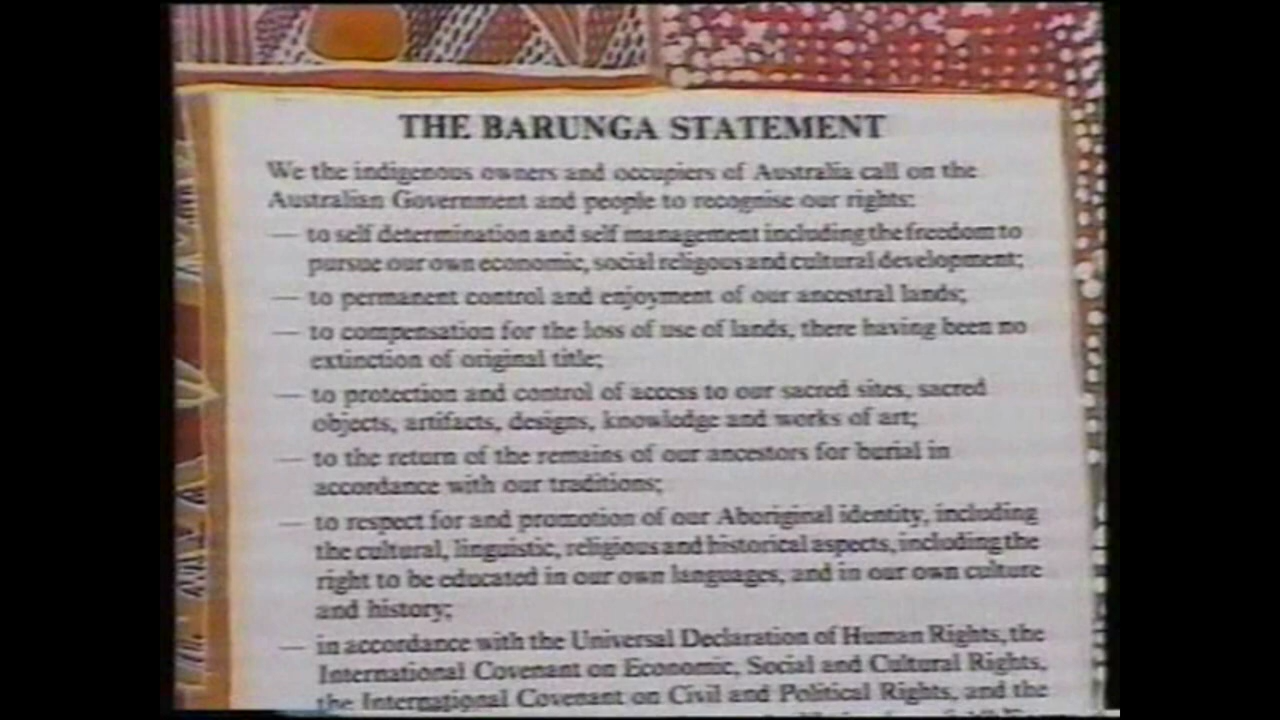 THE BARUNGA STATEMENT
We the indigenous owners and occupiers of Australia call on the
Australian Government and people to recognise our rights:
— to self determination and self management including the freedom to
pursue our own economic, social religous and cultural development;
— to permanent control and enjoyment of our ancestral lands;
— to compensation for the loss of use of lands, there having been no
extinction of original title;
— to protection and control of access to our sacred sites, sacred
objects, artifacts, designs, knowledge and works of art;
— to the return of the remains of our ancestors for burial in
accordance with our traditions;
— to respect for and promotion of our Aboriginal identity, including
the cultural, linguistic, religious and historical aspects, including the
right to be educated in our own languages, and in our own culture
and history;
— in accordance with the Universal Declaration of Human Rights, the
International Covenant on Economic, Social and Cultural Rights,
the International Covenant on Civil and Political Rights, and the